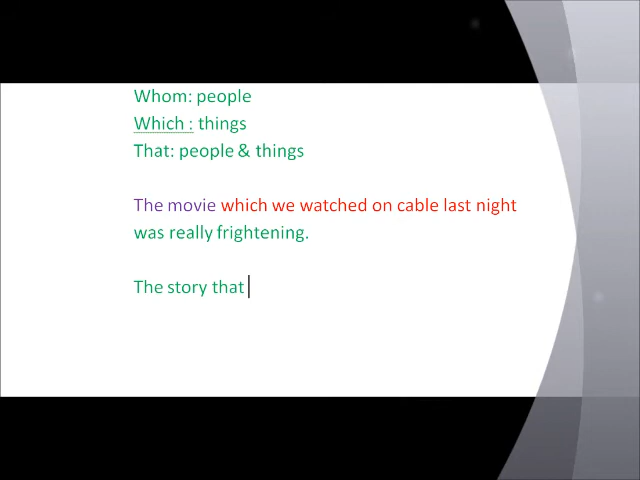 Whom: people
Which : things
That: people & things
The movie which we watched on cable last night
was really frightening.
The story that